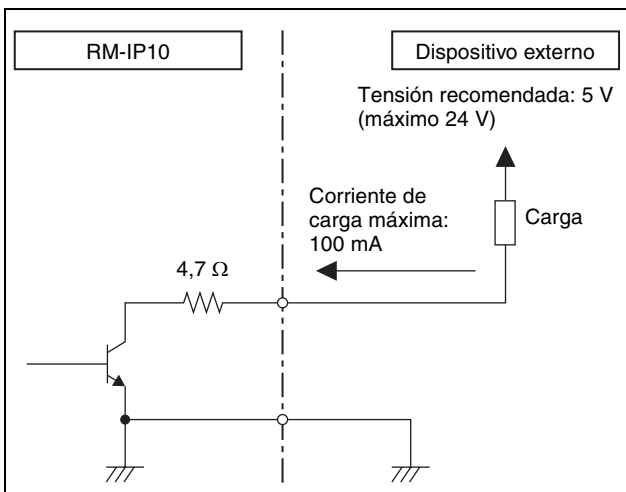 RM-IP10
Dispositivo externo
Tensión recomendada: 5 V
(máximo 24 V)
Corriente de
carga máxima:
100 mA
Carga
4,7 Ω